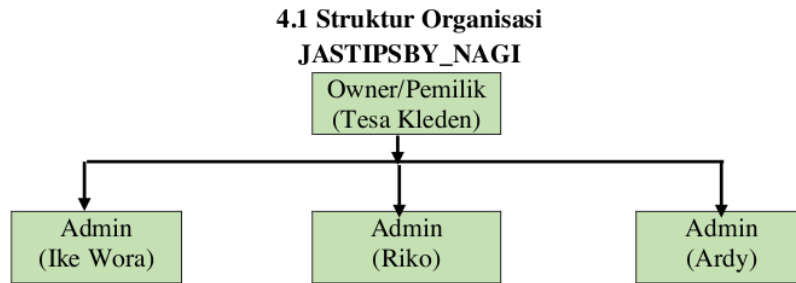 4.1 Struktur Organisasi
JASTIPSBY_NAGI
Owner/Pemilik
(Tesa Kleden)
Admin
(Ike Wora)
Admin
(Riko)
Admin
(Ardy)